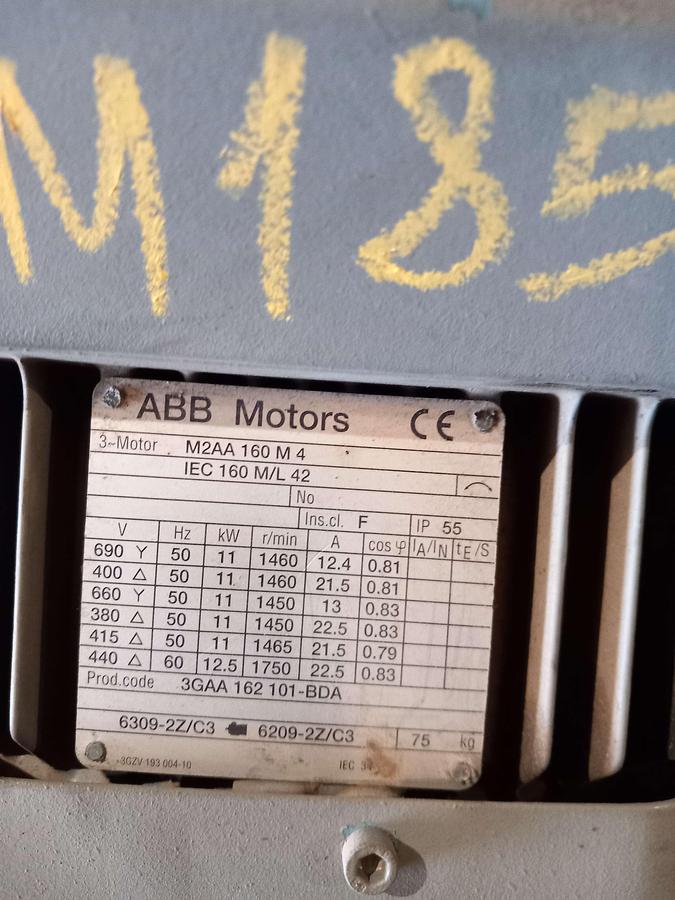 M185
ABB Motors CE
3~Motor M2AA 160 M 4
IEC 160 M/L 42
No
Ins.cl. F IP 55
V Hz kW r/min A cos φ IA/IN tE/S
690 Y 50 11 1460 12.4 0.81
400 △ 50 11 1460 21.5 0.81
660 Y 50 11 1450 13 0.83
380 △ 50 11 1450 22.5 0.83
415 △ 50 11 1465 21.5 0.79
440 △ 60 12.5 1750 22.5 0.83
Prod.code 3GAA 162 101-BDA
6309-2Z/C3 6209-2Z/C3 75 kg
3GZV 193 004-10 IEC 34